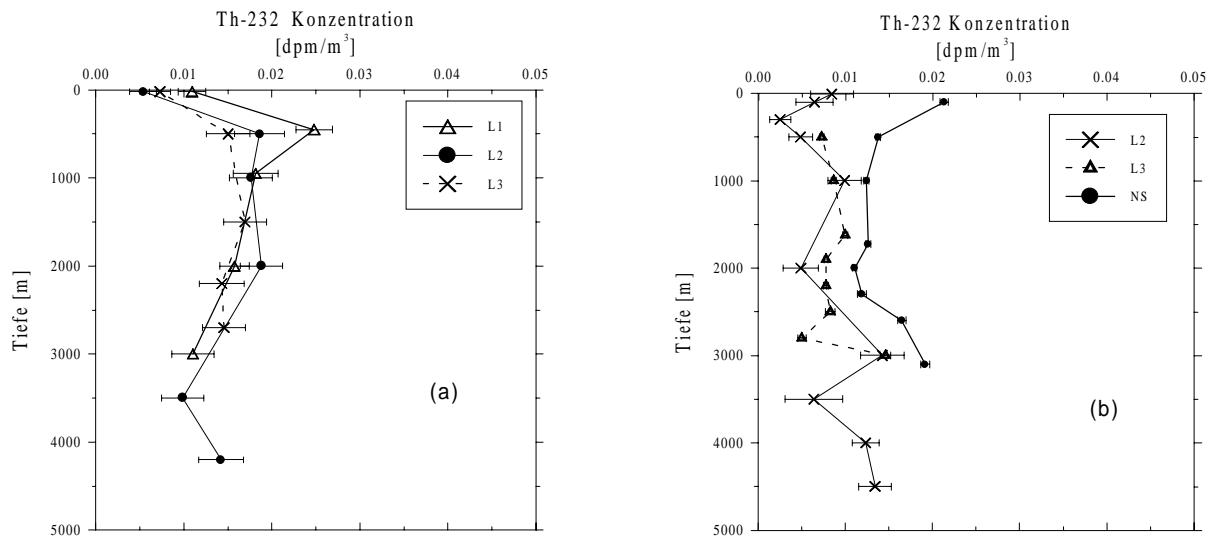 Th-232 Konzentration
[dpm/m³]
0.00 0.01 0.02 0.03 0.04 0.05
0
1000
2000
3000
4000
5000
Tiefe [m]
L1
L2
L3
(a)
Th-232 Konzentration
[dpm/m³]
0.00 0.01 0.02 0.03 0.04 0.05
0
1000
2000
3000
4000
5000
Tiefe [m]
L2
L3
NS
(b)